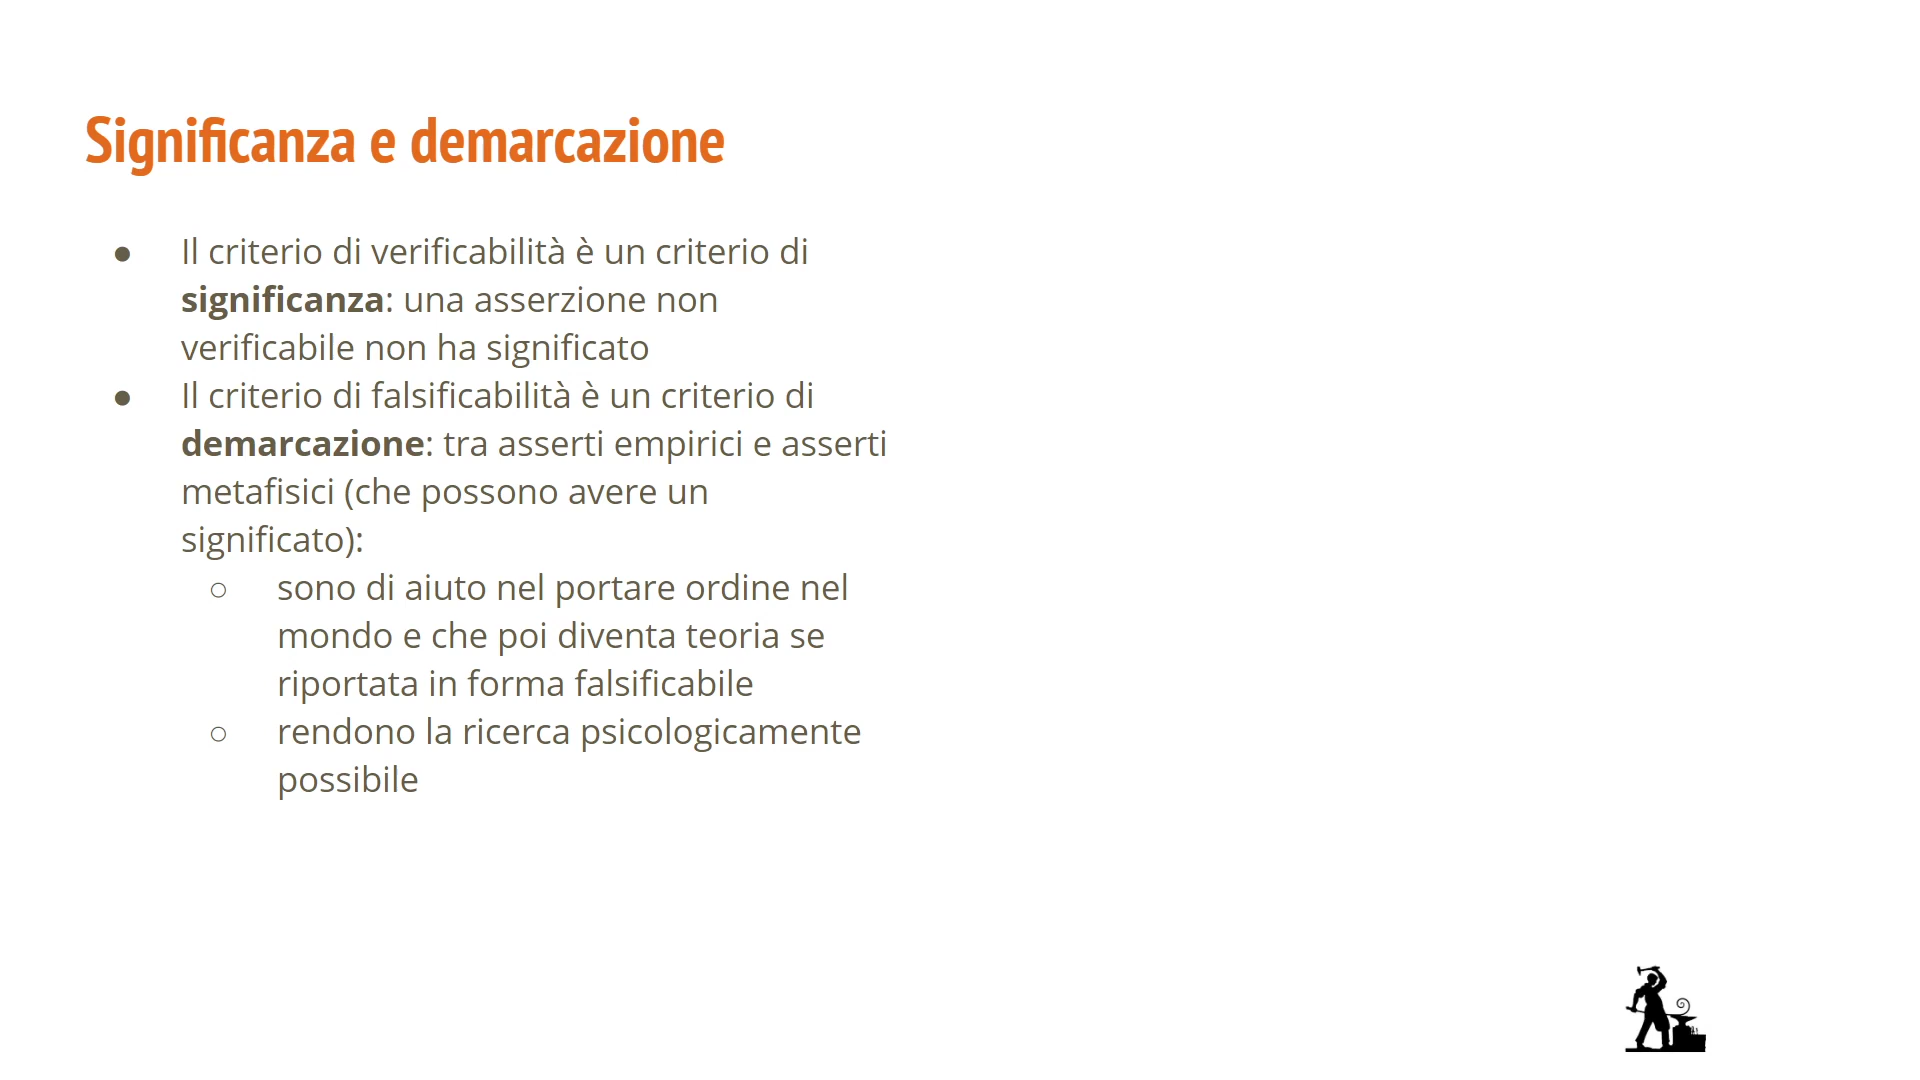 Significanza e demarcazione
● Il criterio di verificabilità è un criterio di
significanza: una asserzione non
verificabile non ha significato
● Il criterio di falsificabilità è un criterio di
demarcazione: tra asserti empirici e asserti
metafisici (che possono avere un
significato):
○ sono di aiuto nel portare ordine nel
mondo e che poi diventa teoria se
riportata in forma falsificabile
○ rendono la ricerca psicologicamente
possibile